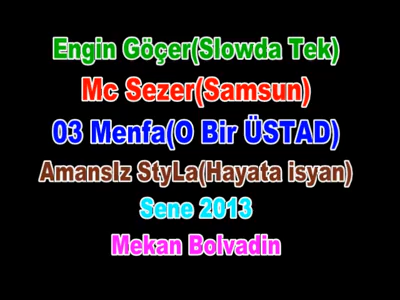 Engin Göçer(Slowda Tek)
Mc Sezer(Samsun)
03 Menfa(O Bir ÜSTAD)
AmansIz StyLa(Hayata isyan)
Sene 2013
Mekan Bolvadin